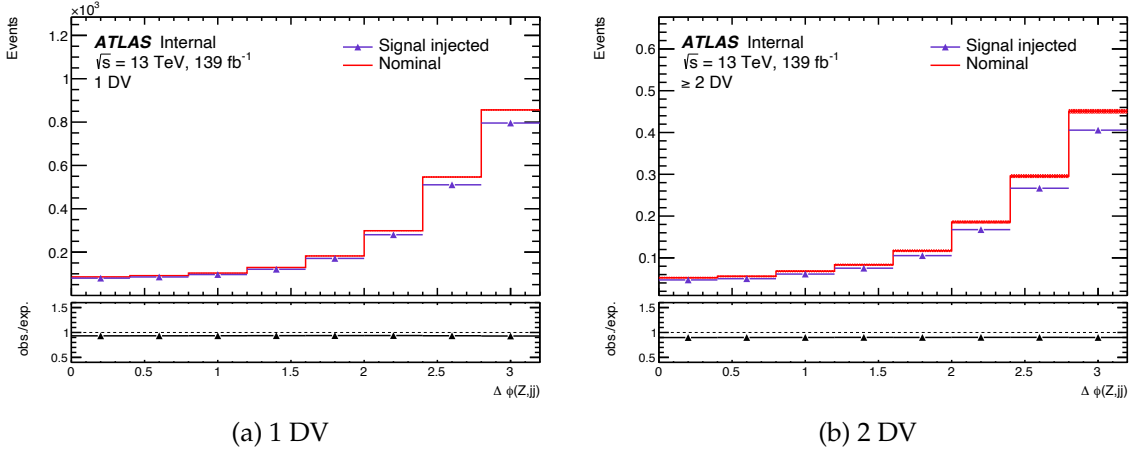 ×10³
Events
1.2
1
0.8
0.6
0.4
0.2
ATLAS Internal
√s = 13 TeV, 139 fb⁻¹
1 DV
Signal injected
Nominal
obs./exp.
1.5
1
0.5
0 0.5 1 1.5 2 2.5 3
Δ ϕ(Z,jj)
(a) 1 DV
Events
0.6
0.5
0.4
0.3
0.2
0.1
ATLAS Internal
√s = 13 TeV, 139 fb⁻¹
≥ 2 DV
Signal injected
Nominal
obs./exp.
1.5
1
0.5
0 0.5 1 1.5 2 2.5 3
Δ ϕ(Z,jj)
(b) 2 DV